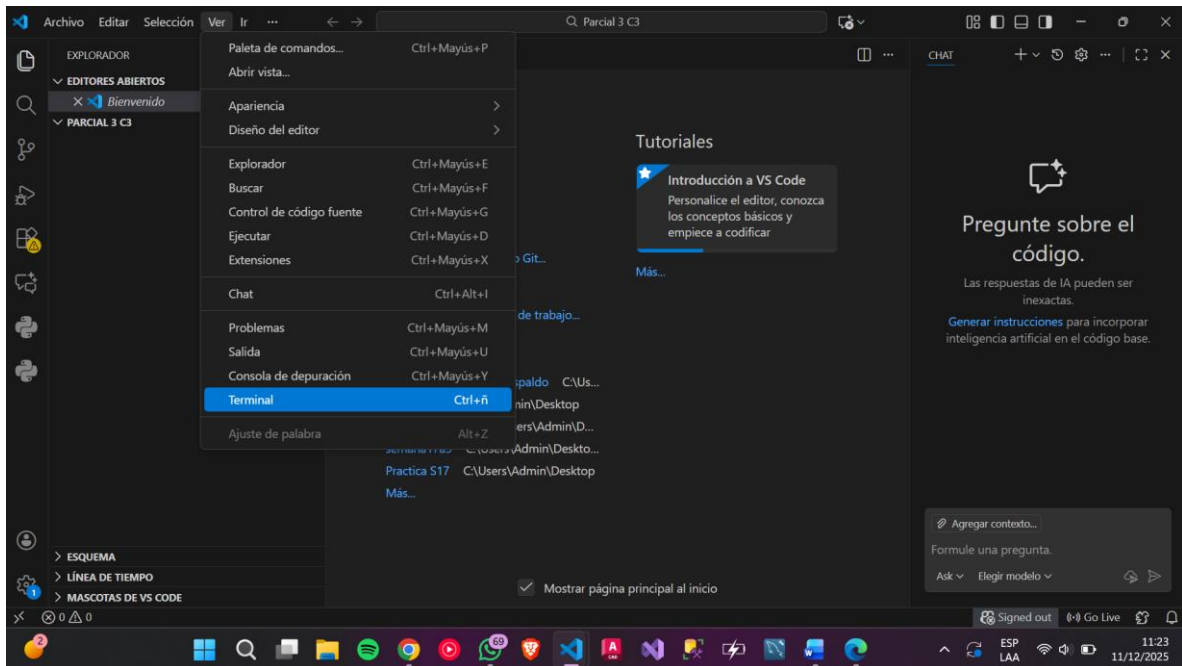 Archivo Editar Selección Ver Ir ··· Parcial 3 C3
EXPLORADOR
EDITORES ABIERTOS
Bienvenido
PARCIAL 3 C3
Paleta de comandos... Ctrl+Mayús+P
Abrir vista...
Apariencia
Diseño del editor
Explorador Ctrl+Mayús+E
Buscar Ctrl+Mayús+F
Control de código fuente Ctrl+Mayús+G
Ejecutar Ctrl+Mayús+D
Extensiones Ctrl+Mayús+X
Chat Ctrl+Alt+I
Problemas Ctrl+Mayús+M
Salida Ctrl+Mayús+U
Consola de depuración Ctrl+Mayús+Y
Terminal Ctrl+ñ
Ajuste de palabra Alt+Z
Git...
de trabajo...
spaldo C:\Us...
min\Desktop
ers\Admin\D...
C:\Users\Admin\Deskto...
Practica S17 C:\Users\Admin\Desktop
Más...
Tutoriales
Introducción a VS Code
Personalice el editor, conozca
los conceptos básicos y
empiece a codificar
Más...
Mostrar página principal al inicio
CHAT
Pregunte sobre el
código.
Las respuestas de IA pueden ser
inexactas.
Generar instrucciones para incorporar
inteligencia artificial en el código base.
Agregar contexto...
Formule una pregunta.
Ask Elegir modelo
ESQUEMA
LÍNEA DE TIEMPO
MASCOTAS DE VS CODE
1
0 0
Signed out Go Live
2
69
ESP
LAA
11:23
11/12/2025